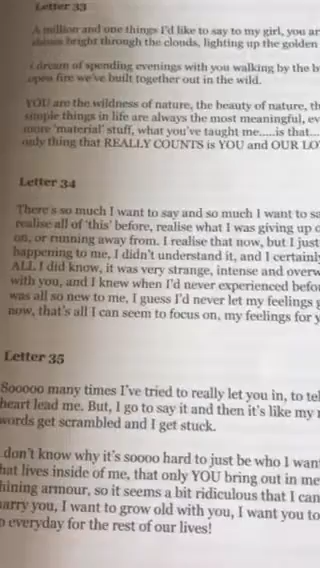 Letter 33
A million and one things I'd like to say to my girl, you ar
shines bright through the clouds, lighting up the golden
I dream of spending evenings with you walking by the b
open fire we've built together out in the wild.
YOU are the wildness of nature, the beauty of nature, th
simple things in life are always the most meaningful, ev
more 'material' stuff, what you've taught me.....is that....
only thing that REALLY COUNTS is YOU and OUR LO
Letter 34
There's so much I want to say and so much I want to sa
realise all of 'this' before, realise what I was giving up o
on, or running away from. I realise that now, but I just
happening to me, I didn't understand it, and I certainly
ALL I did know, it was very strange, intense and overw
with you, and I knew when I'd never experienced befor
was all so new to me, I guess I'd never let my feelings g
now, that's all I can seem to focus on, my feelings for y
Letter 35
Sooooo many times I've tried to really let you in, to tel
heart lead me. But, I go to say it and then it's like my
words get scrambled and I get stuck.
don't know why it's soooo hard to just be who I wan
hat lives inside of me, that only YOU bring out in me
hining armour, so it seems a bit ridiculous that I can
arry you, I want to grow old with you, I want you to
o everyday for the rest of our lives!